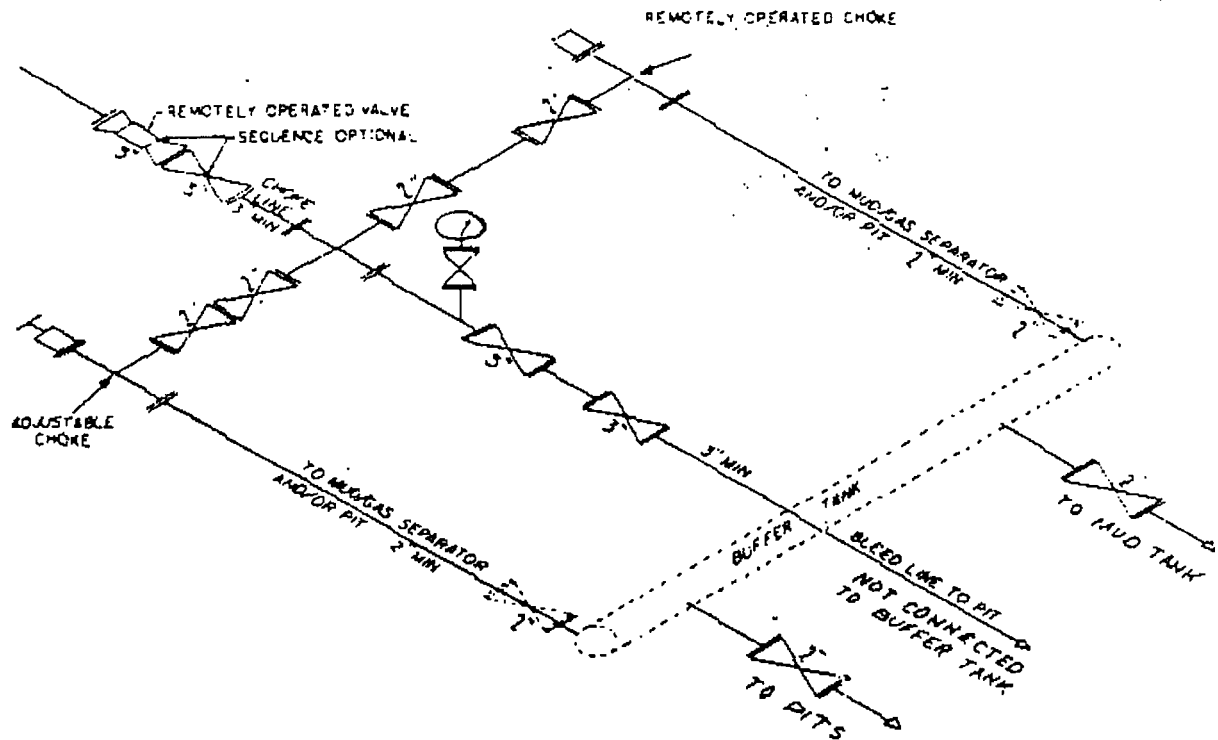 REMOTELY OPERATED CHOKE
REMOTELY OPERATED VALVE
SEQUENCE OPTIONAL
3"
3"
CHOKE
LINE
3 MIN
2"
2"
2"
2"
TO MUD/GAS SEPARATOR
AND/OR PIT
2" MIN
2"
ADJUSTABLE
CHOKE
3"
3"
3" MIN
TO MUD/GAS SEPARATOR
AND/OR PIT
2" MIN
2"
BUFFER TANK
BLEED LINE TO PIT
NOT CONNECTED
TO BUFFER TANK
2"
TO MUD TANK
2"
TO PITS